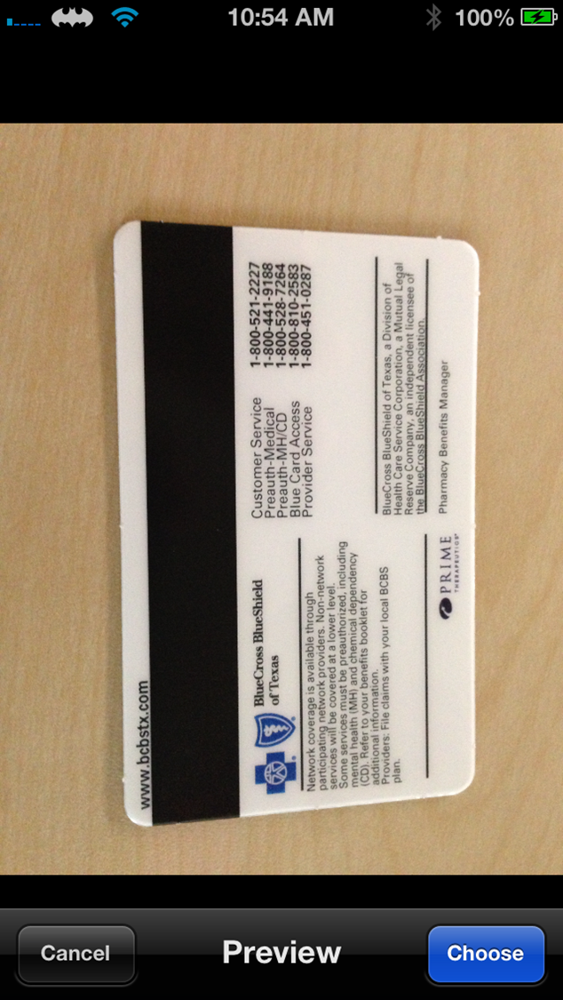 10:54 AM
100%
www.bcbstx.com
BlueCross BlueShield
of Texas
Network coverage is available through
participating network providers. Non-network
services will be covered at a lower level.
Some services must be preauthorized, including
mental health (MH) and chemical dependency
(CD). Refer to your benefits booklet for
additional information.
Providers: File claims with your local BCBS
plan.
Customer Service 1-800-521-2227
Preauth-Medical 1-800-441-9188
Preauth-MH/CD 1-800-528-7264
Blue Card Access 1-800-810-2583
Provider Service 1-800-451-0287
BlueCross BlueShield of Texas, a Division of
Health Care Service Corporation, a Mutual Legal
Reserve Company, an independent licensee of
the BlueCross BlueShield Association.
PRIME
THERAPEUTICS
Pharmacy Benefits Manager
Cancel
Preview
Choose